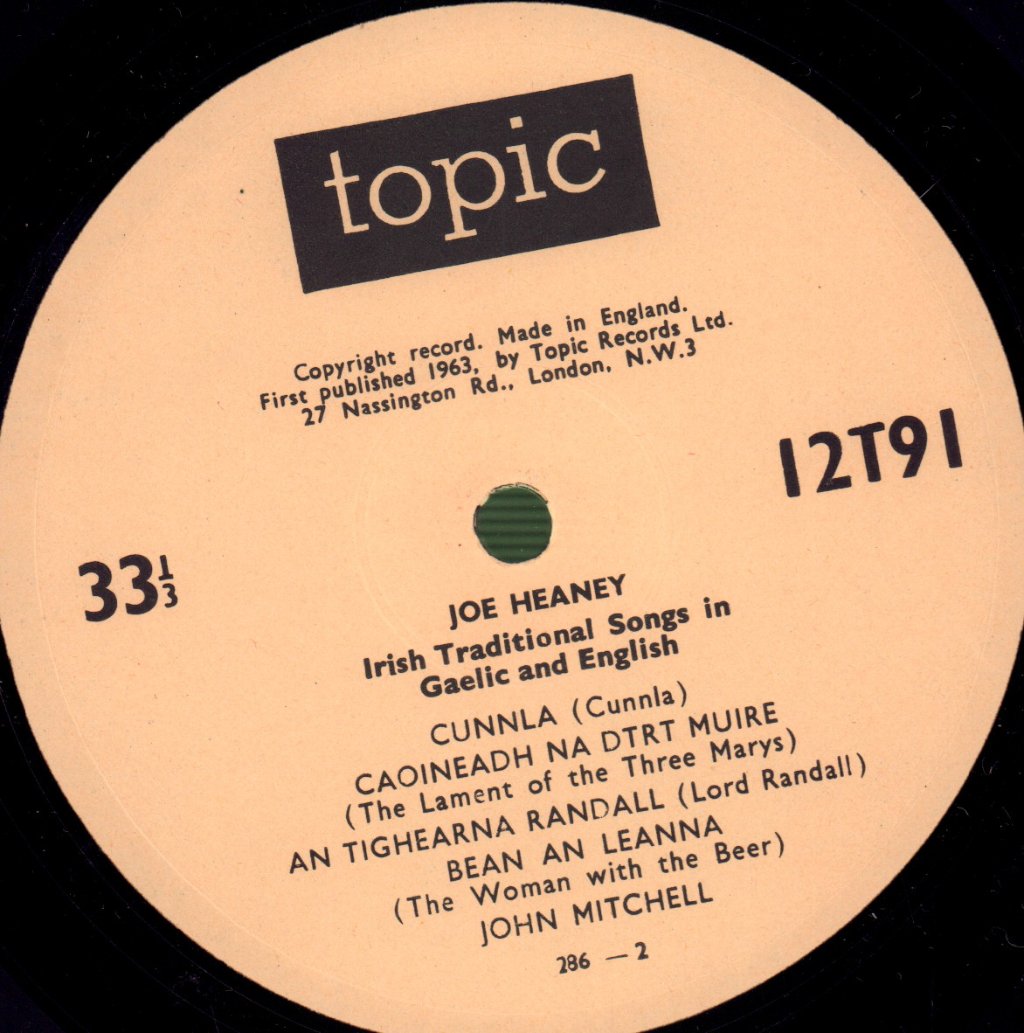 topic
Copyright record. Made in England.
First published 1963, by Topic Records Ltd.
27 Nassington Rd., London, N.W.3
12T91
33⅓
JOE HEANEY
Irish Traditional Songs in
Gaelic and English
CUNNLA (Cunnla)
CAOINEADH NA DTRT MUIRE
(The Lament of the Three Marys)
AN TIGHEARNA RANDALL (Lord Randall)
BEAN AN LEANNA
(The Woman with the Beer)
JOHN MITCHELL
286 — 2